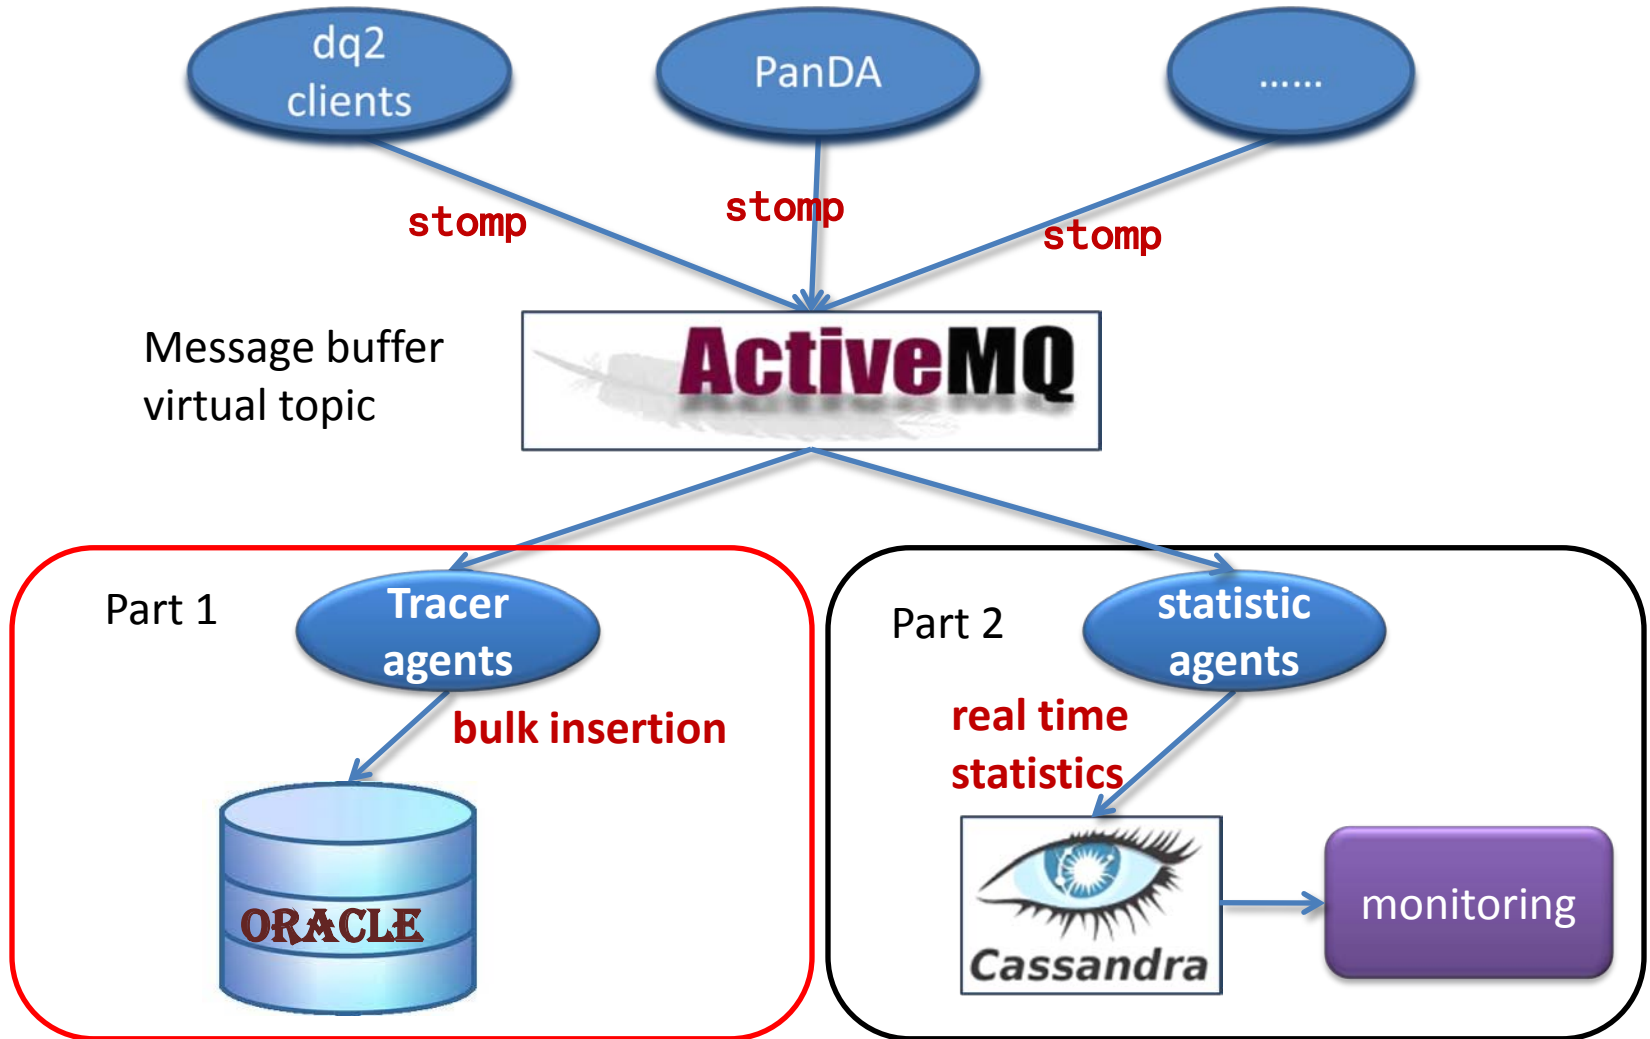 dq2
clients
PanDA
......
stomp
stomp
stomp
Message buffer
virtual topic
ActiveMQ
Part 1
Tracer
agents
bulk insertion
ORACLE
Part 2
statistic
agents
real time
statistics
Cassandra
monitoring